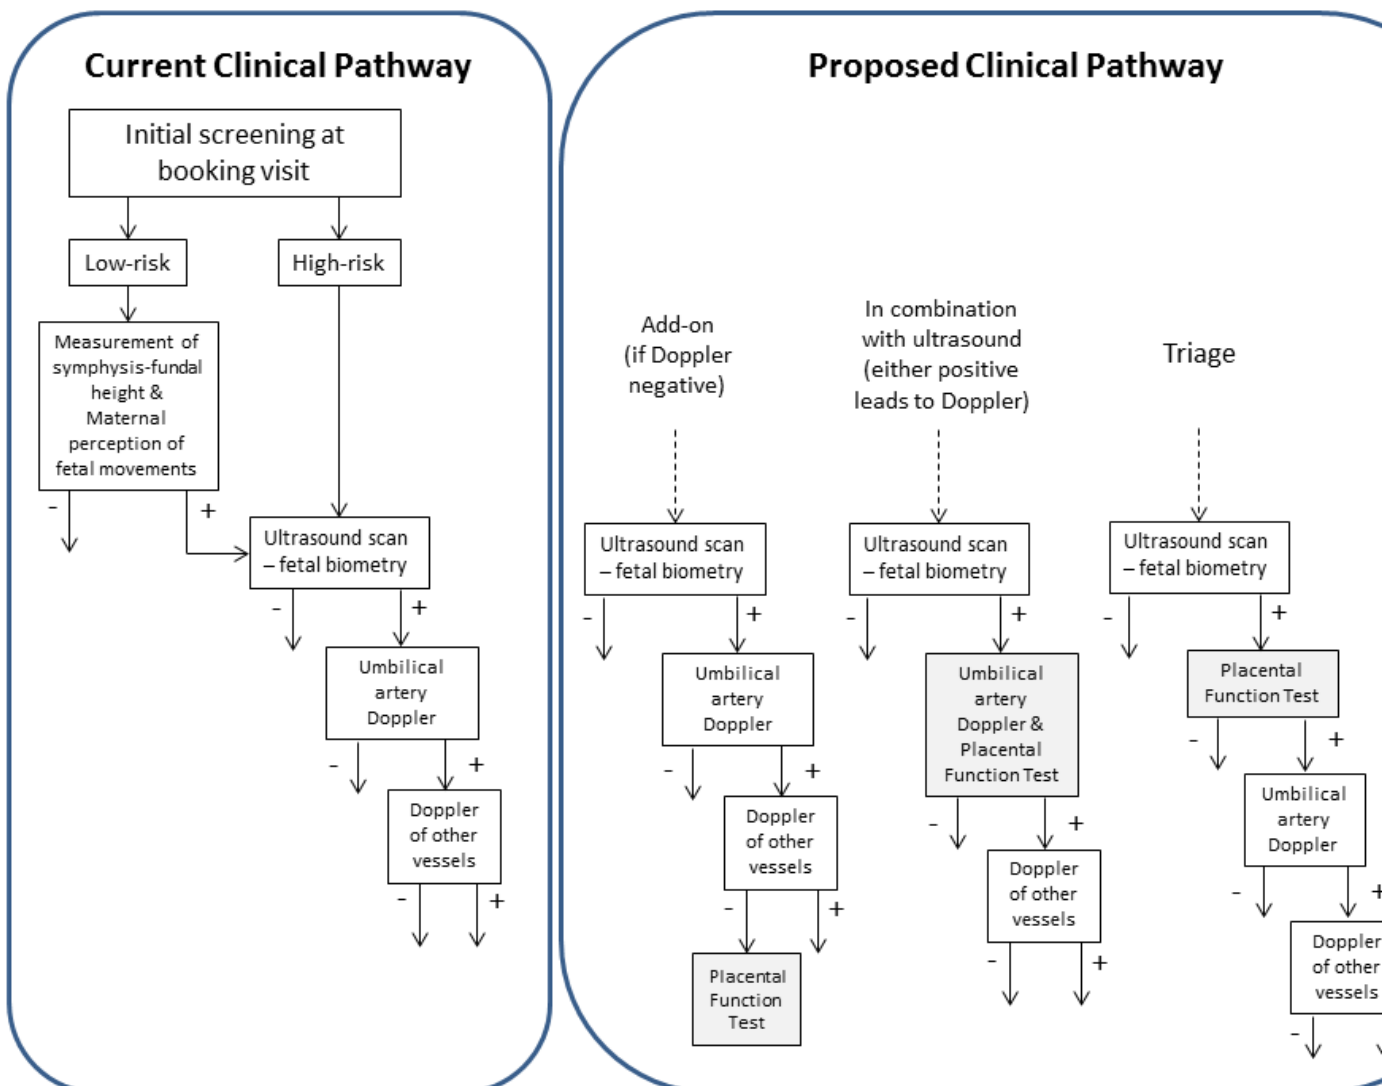 Current Clinical Pathway
Initial screening at
booking visit
Low-risk
High-risk
Measurement of
symphysis-fundal
height &
Maternal
perception of
fetal movements
-
+
Ultrasound scan
– fetal biometry
-
+
Umbilical
artery
Doppler
-
+
Doppler
of other
vessels
-
+
Proposed Clinical Pathway
Add-on
(if Doppler
negative)
Ultrasound scan
– fetal biometry
-
+
Umbilical
artery
Doppler
-
+
Doppler
of other
vessels
-
+
Placental
Function
Test
In combination
with ultrasound
(either positive
leads to Doppler)
Ultrasound scan
– fetal biometry
-
+
Umbilical
artery
Doppler &
Placental
Function Test
-
+
Doppler
of other
vessels
-
+
Triage
Ultrasound scan
– fetal biometry
-
+
Placental
Function Test
-
+
Umbilical
artery
Doppler
-
+
Doppler
of other
vessels
-